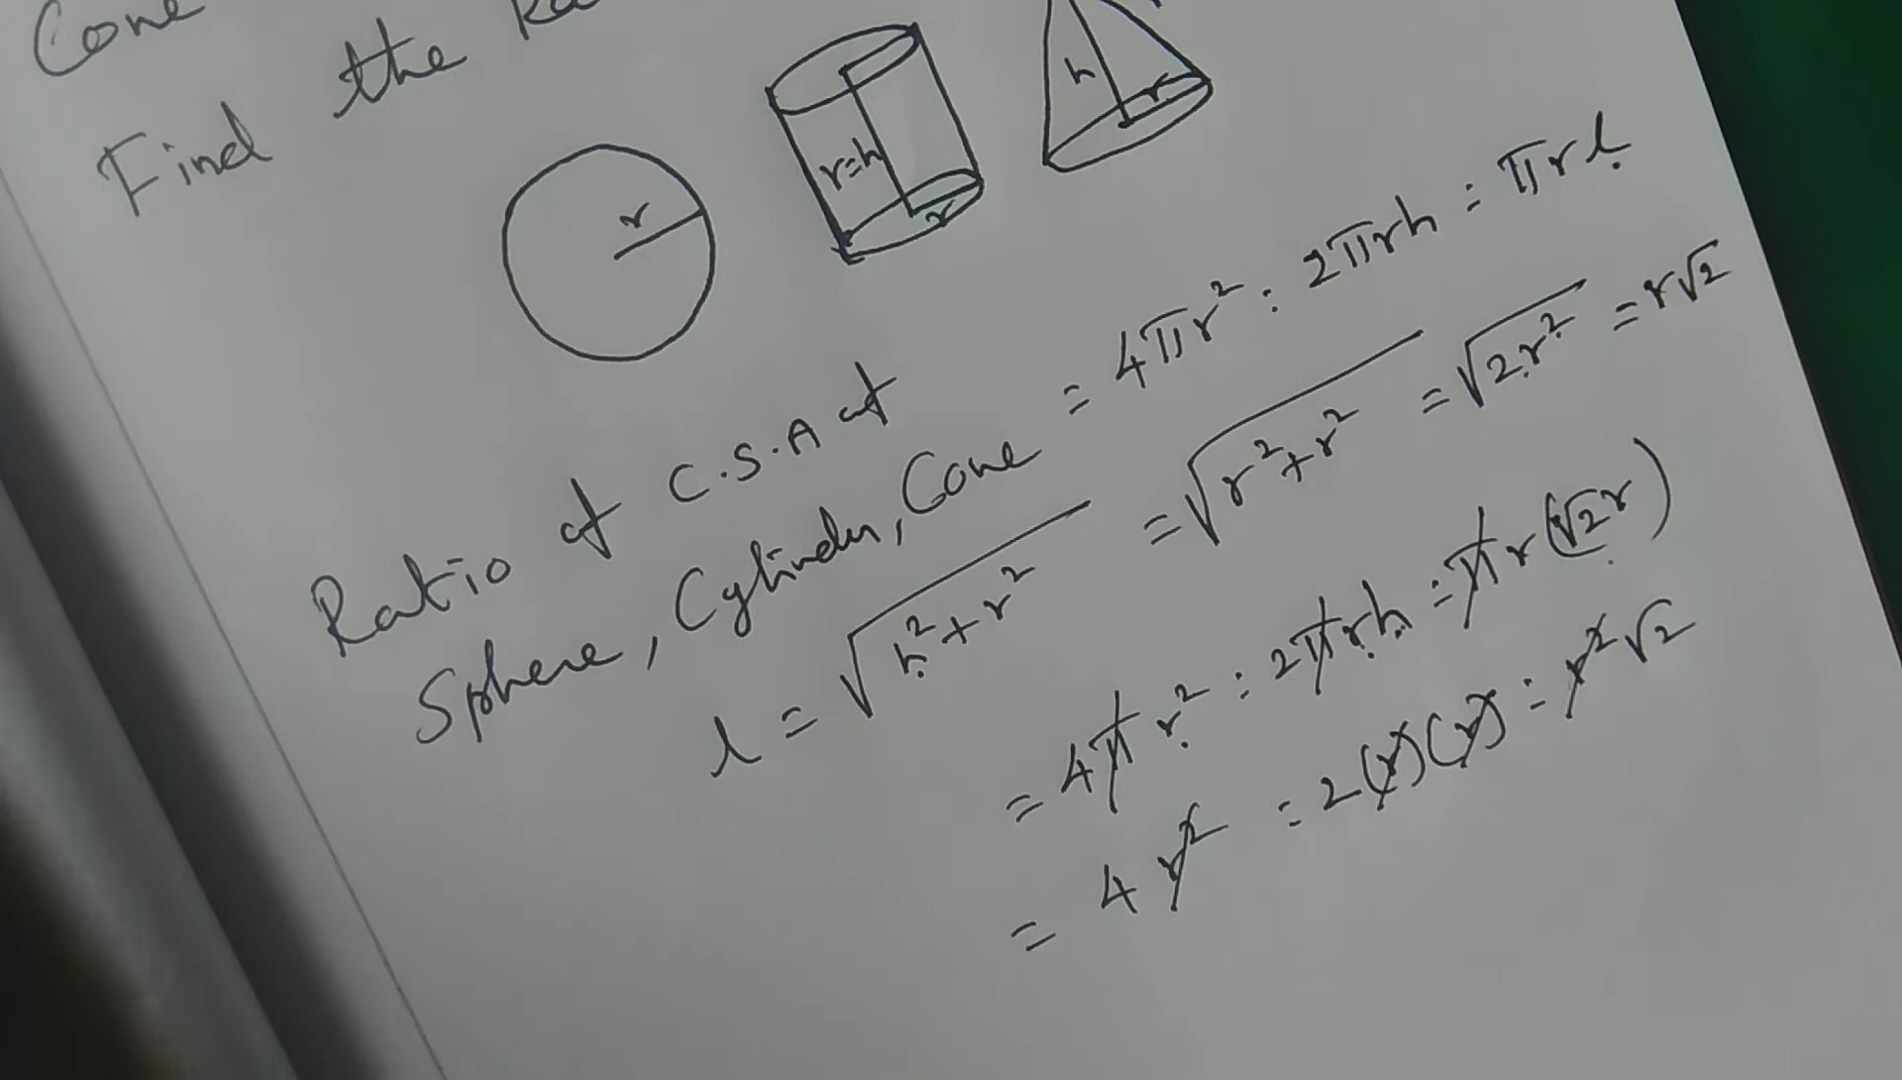 Cone
Find the
r
r=h
r
h
r
Ratio of C.S.A of
Sphere, Cylinder, Cone = 4πr² : 2πrh : πrl
l = √h²+r² = √r²+r² = √2r² = r√2
= 4πr² : 2πrh : πr(√2r)
= 4r² : 2(r)(r) : r²√2